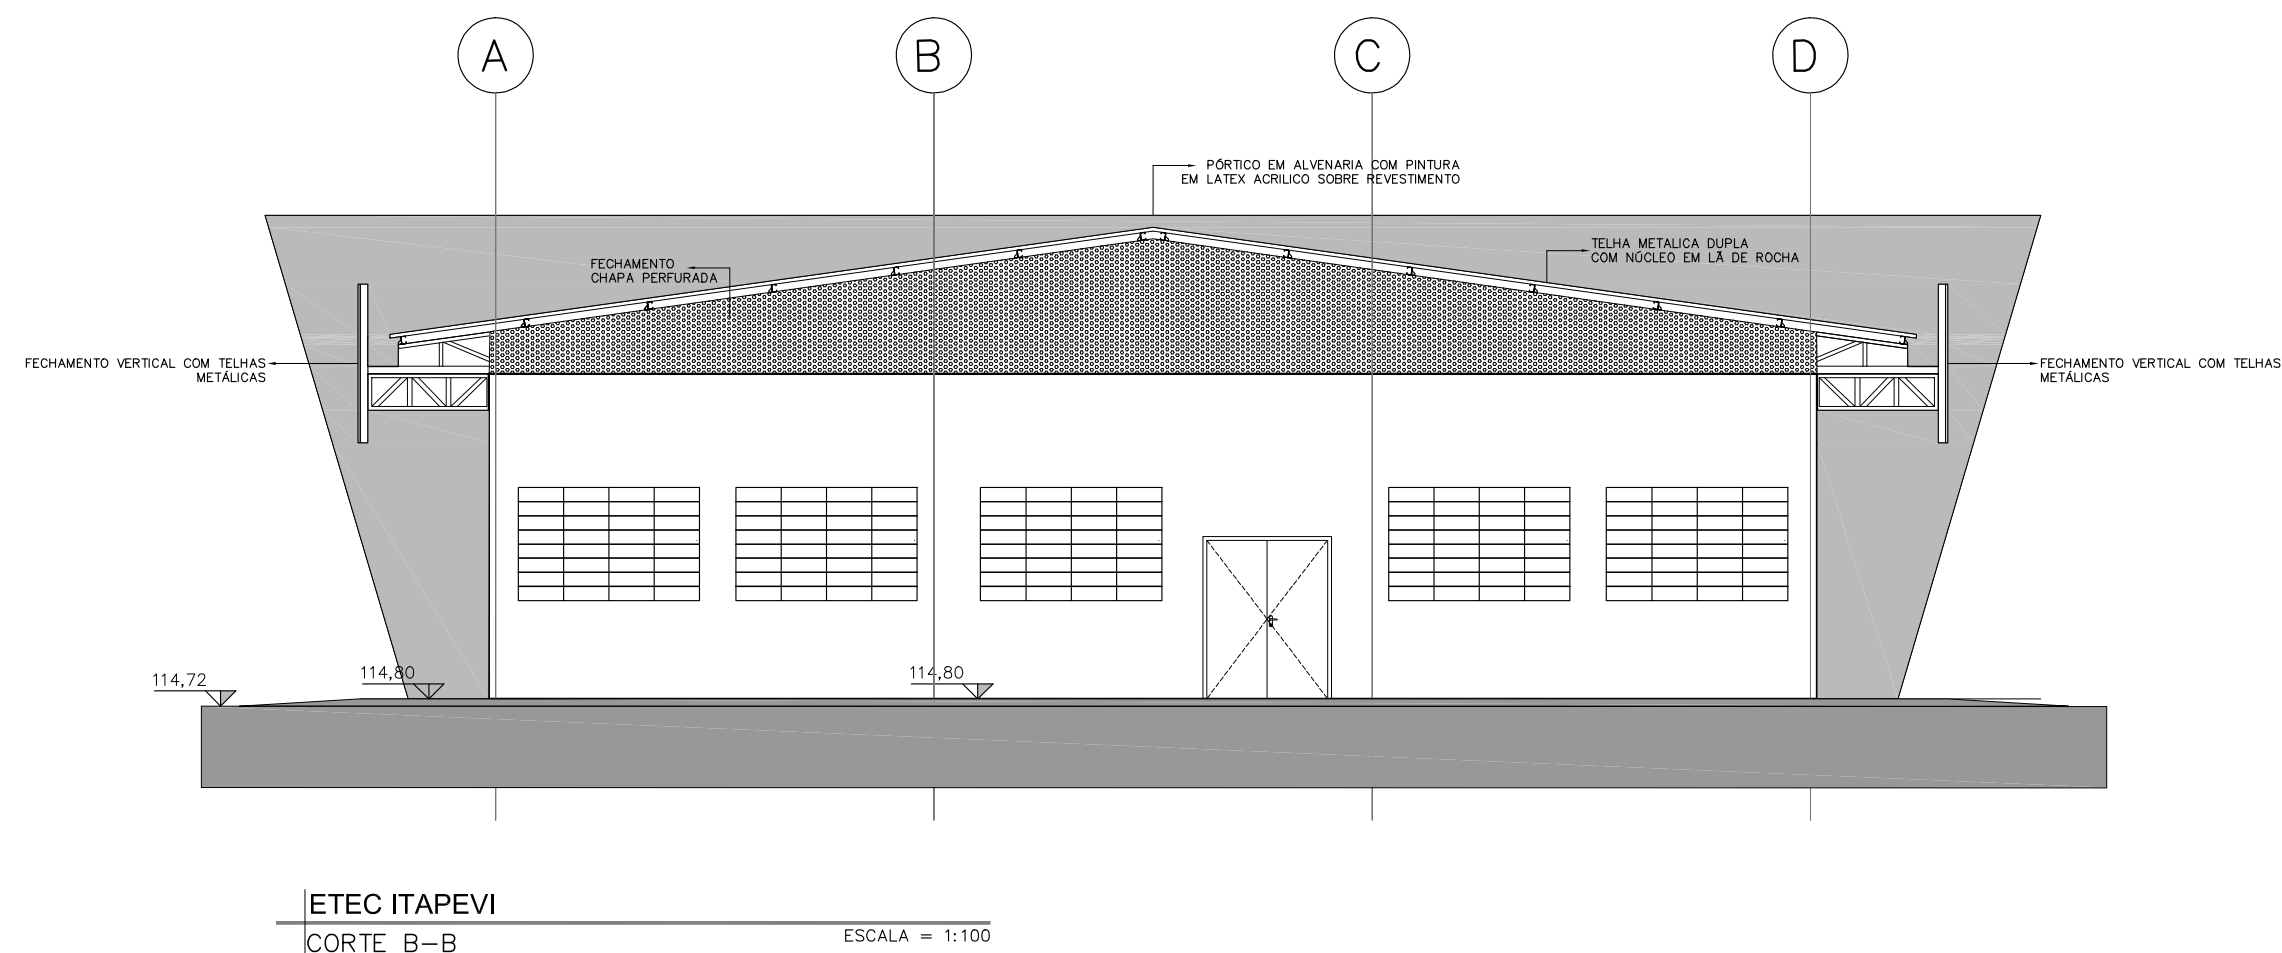 A
B
C
D
PÓRTICO EM ALVENARIA COM PINTURA
EM LATEX ACRILICO SOBRE REVESTIMENTO
TELHA METALICA DUPLA
COM NÚCLEO EM LÃ DE ROCHA
FECHAMENTO
CHAPA PERFURADA
FECHAMENTO VERTICAL COM TELHAS
METÁLICAS
FECHAMENTO VERTICAL COM TELHAS
METÁLICAS
114,72
114,80
114,80
ETEC ITAPEVI
CORTE B-B
ESCALA = 1:100